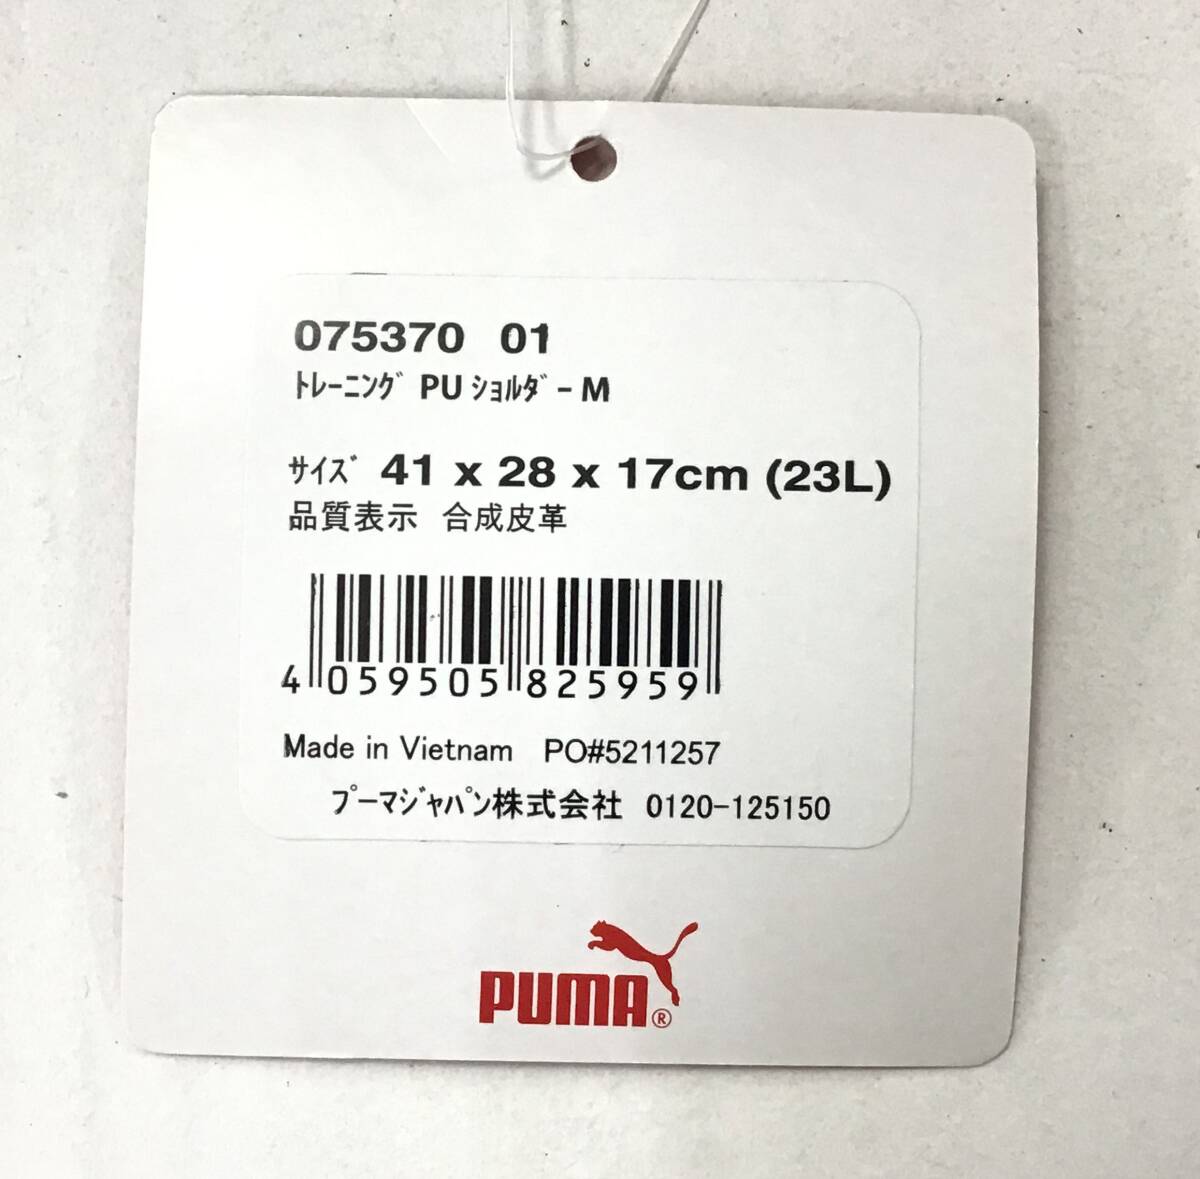 075370 01
ﾄﾚｰﾆﾝｸﾞ PU ｼｮﾙﾀﾞｰ M
ｻｲｽﾞ 41 x 28 x 17cm (23L)
品質表示 合成皮革
4 059505 825959
Made in Vietnam PO#5211257
ﾌﾟｰﾏｼﾞｬﾊﾟﾝ株式会社 0120-125150
PUMA®